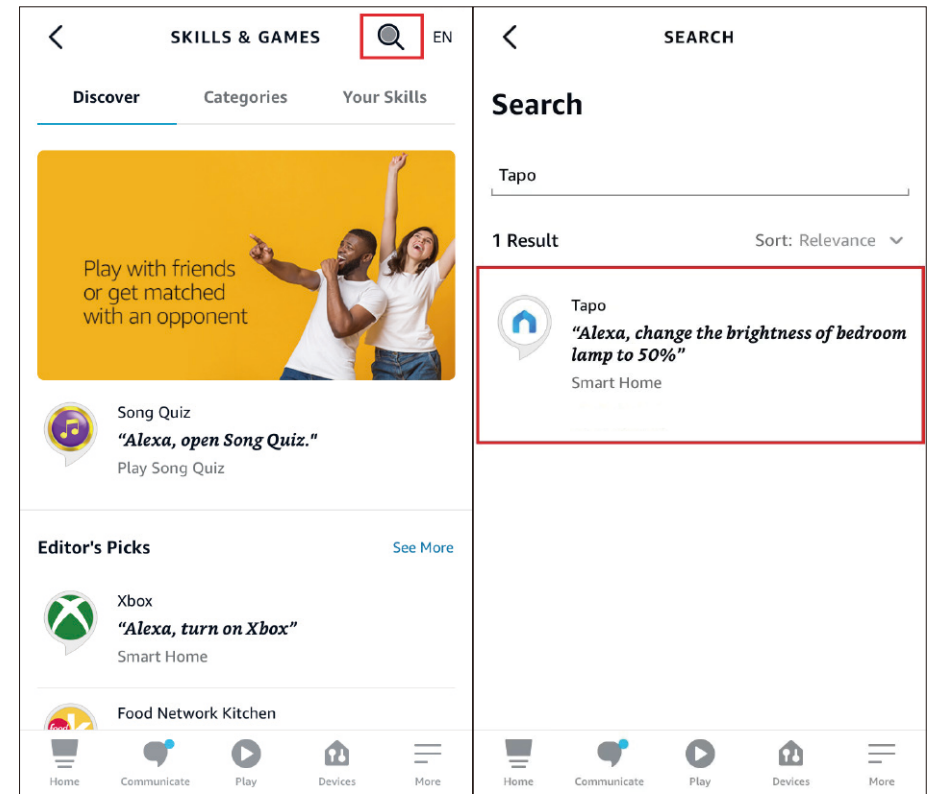 SKILLS & GAMES
EN
Discover
Categories
Your Skills
Play with friends
or get matched
with an opponent
Song Quiz
“Alexa, open Song Quiz."
Play Song Quiz
Editor's Picks
See More
Xbox
“Alexa, turn on Xbox”
Smart Home
Food Network Kitchen
food
Home
Communicate
Play
Devices
More
SEARCH
Search
Tapo
1 Result
Sort: Relevance
Tapo
“Alexa, change the brightness of bedroom
lamp to 50%”
Smart Home
Home
Communicate
Play
Devices
More